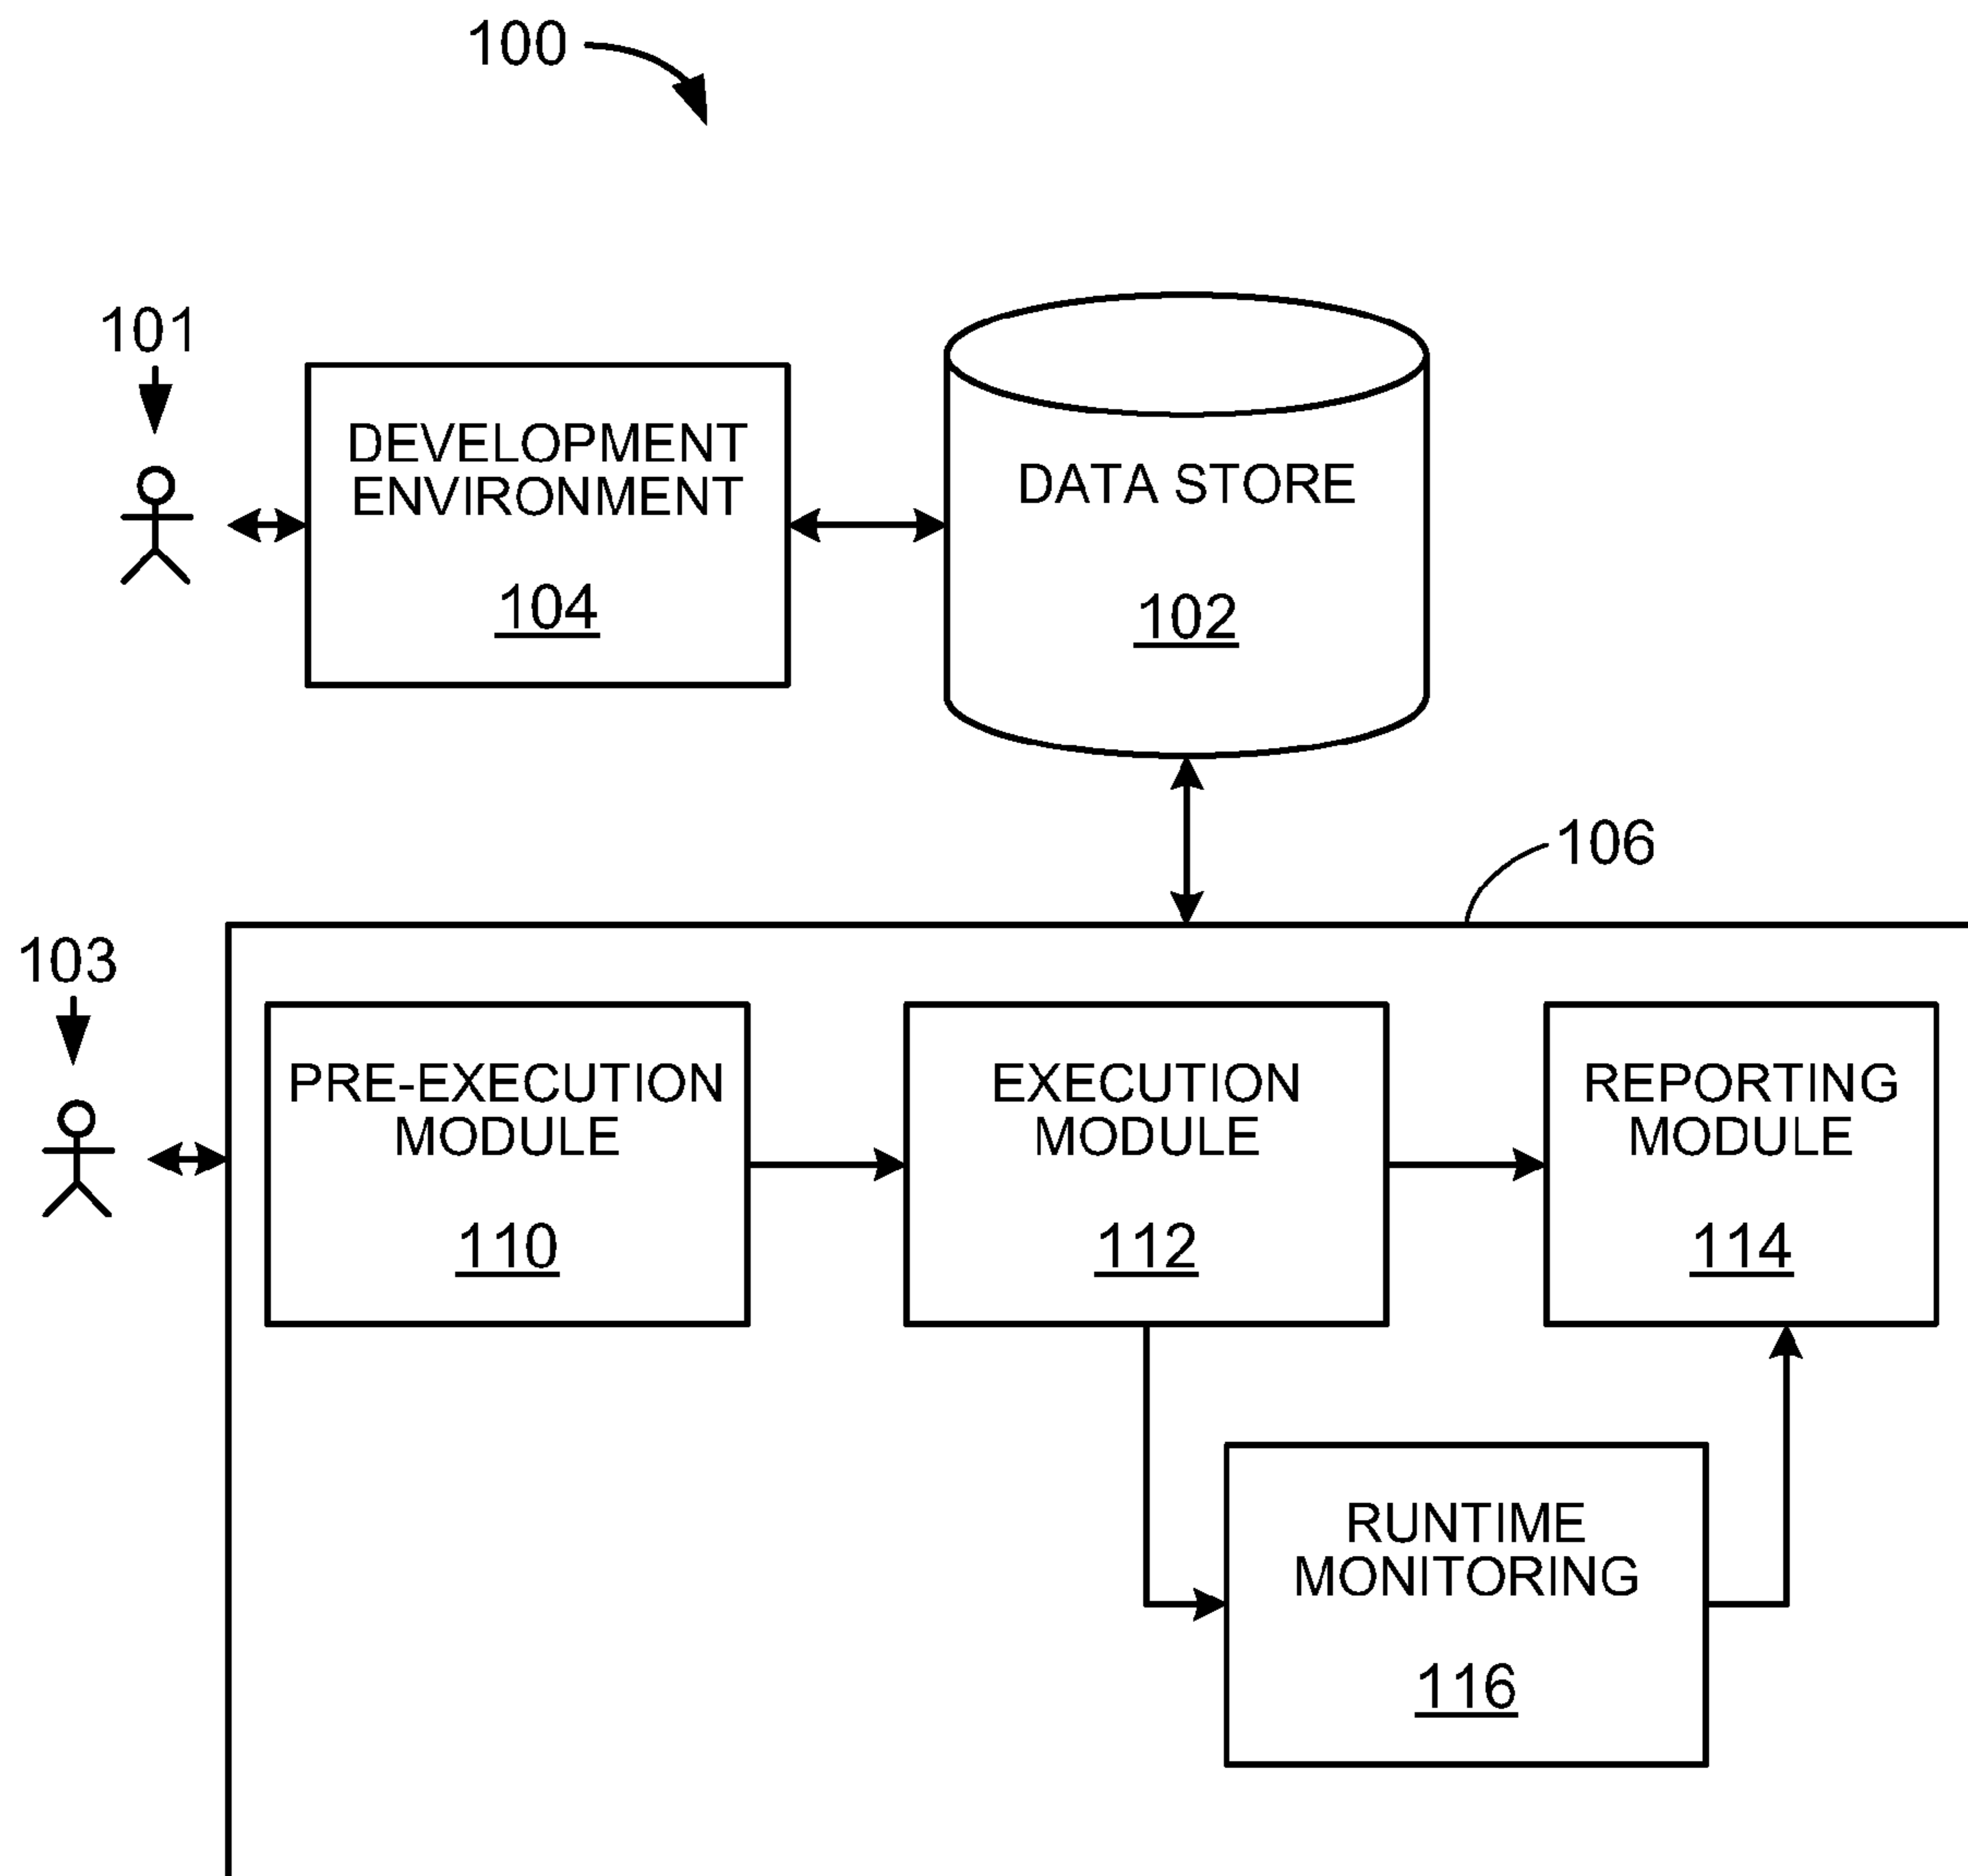 100
101
DEVELOPMENT
ENVIRONMENT
104
DATA STORE
102
106
103
PRE-EXECUTION
MODULE
110
EXECUTION
MODULE
112
REPORTING
MODULE
114
RUNTIME
MONITORING
116